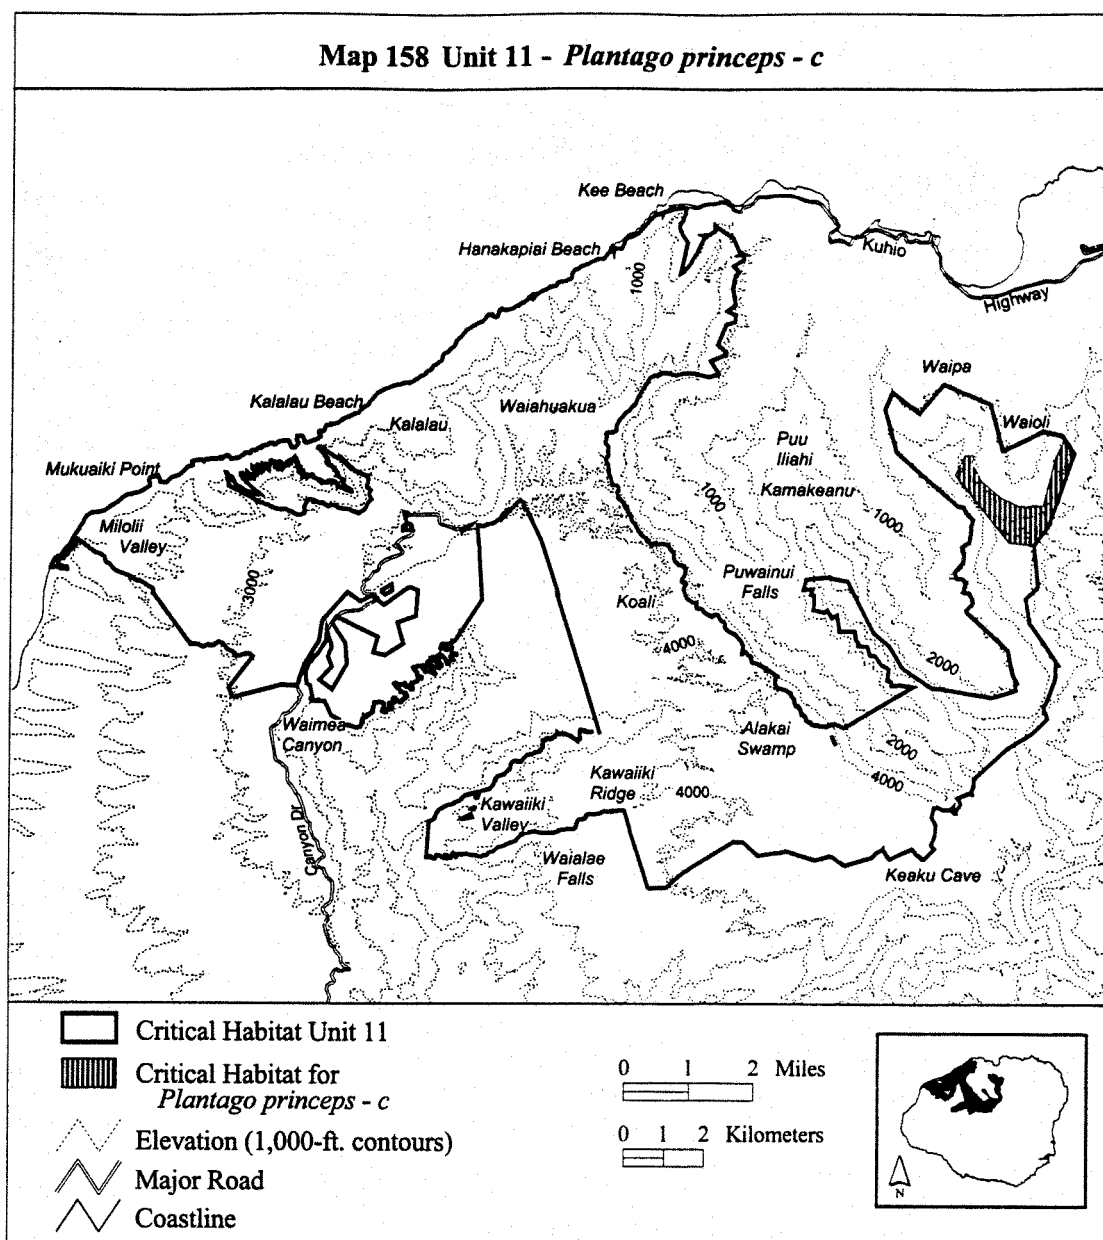 Map 158 Unit 11 - Plantago princeps - c
Kee Beach
Hanakapiai Beach
Kuhio
Highway
1000
Waipa
Kalalau Beach
Kalalau
Waiahuakua
Waioli
Puu
Iliahi
Mukuaiki Point
Kamakeanu
1000
1000
Milolii
Valley
3000
Puwainui
Falls
Koali
4000
2000
Waimea
Canyon
Alakai
Swamp
2000
4000
Kawaiiki
Ridge
4000
Kawaiiki
Valley
Canyon Dr
Waialae
Falls
Keaku Cave
Critical Habitat Unit 11
Critical Habitat for
Plantago princeps - c
Elevation (1,000-ft. contours)
Major Road
Coastline
0 1 2 Miles
0 1 2 Kilometers
N